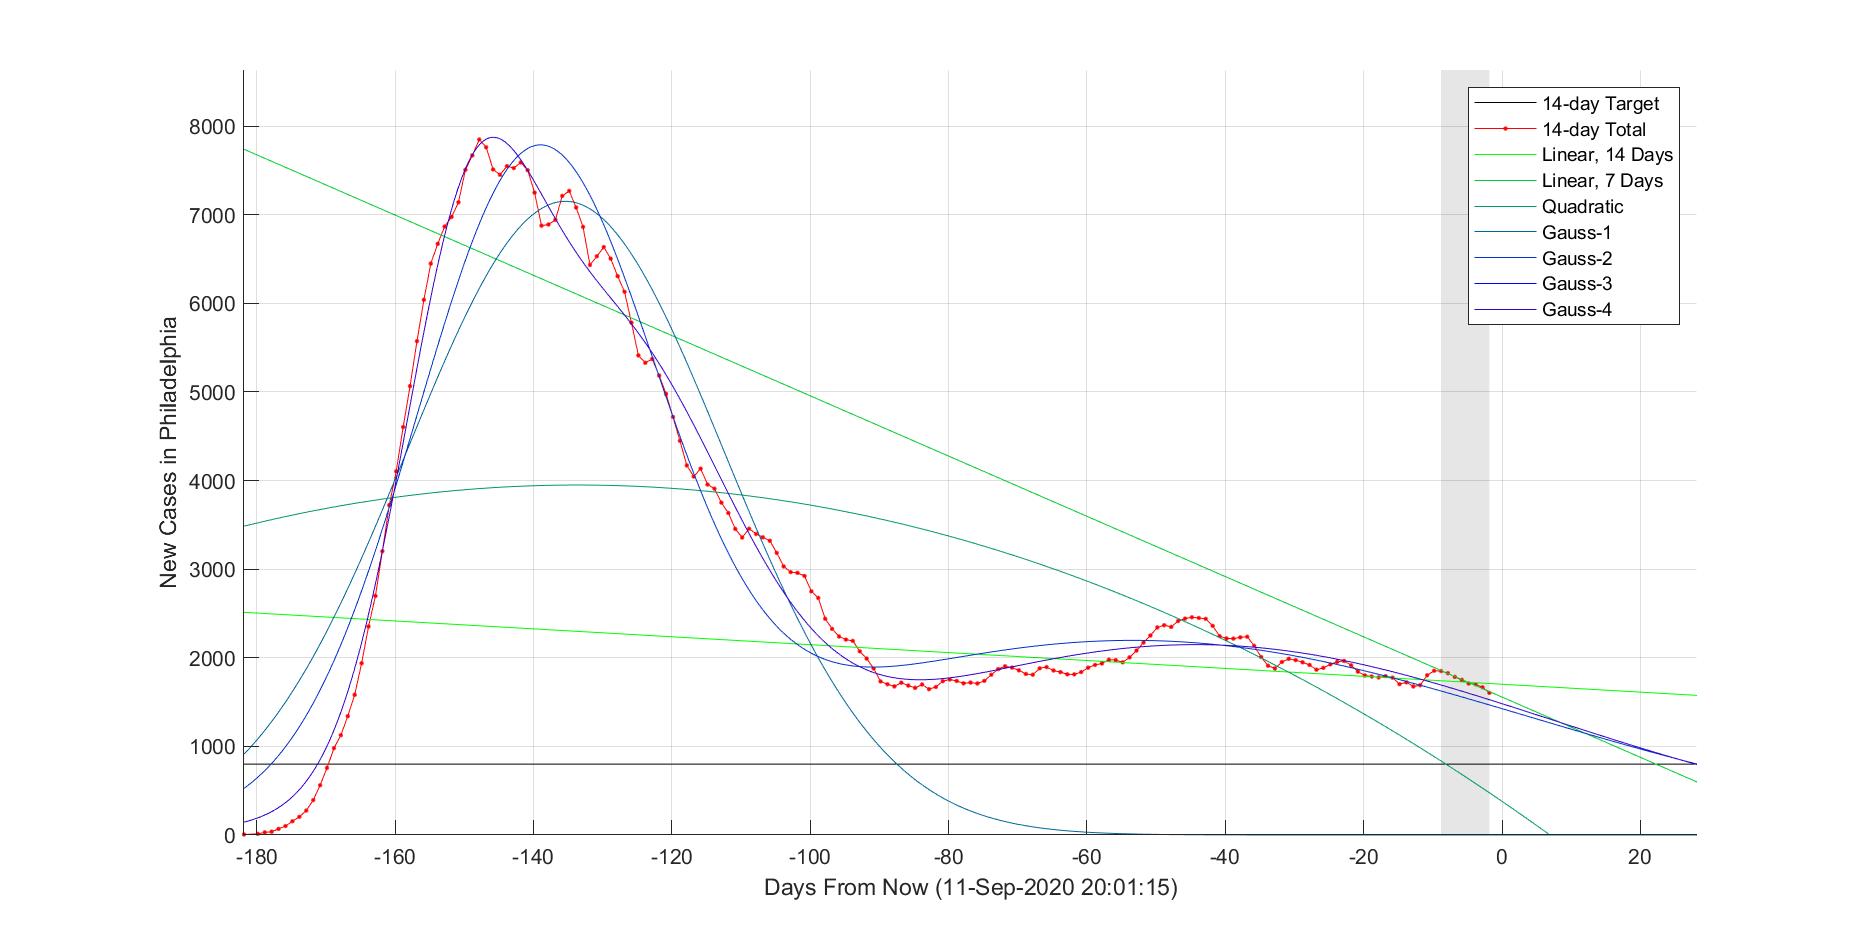 8000
7000
6000
5000
4000
3000
2000
1000
0
New Cases in Philadelphia
-180 -160 -140 -120 -100 -80 -60 -40 -20 0 20
Days From Now (11-Sep-2020 20:01:15)
14-day Target
14-day Total
Linear, 14 Days
Linear, 7 Days
Quadratic
Gauss-1
Gauss-2
Gauss-3
Gauss-4